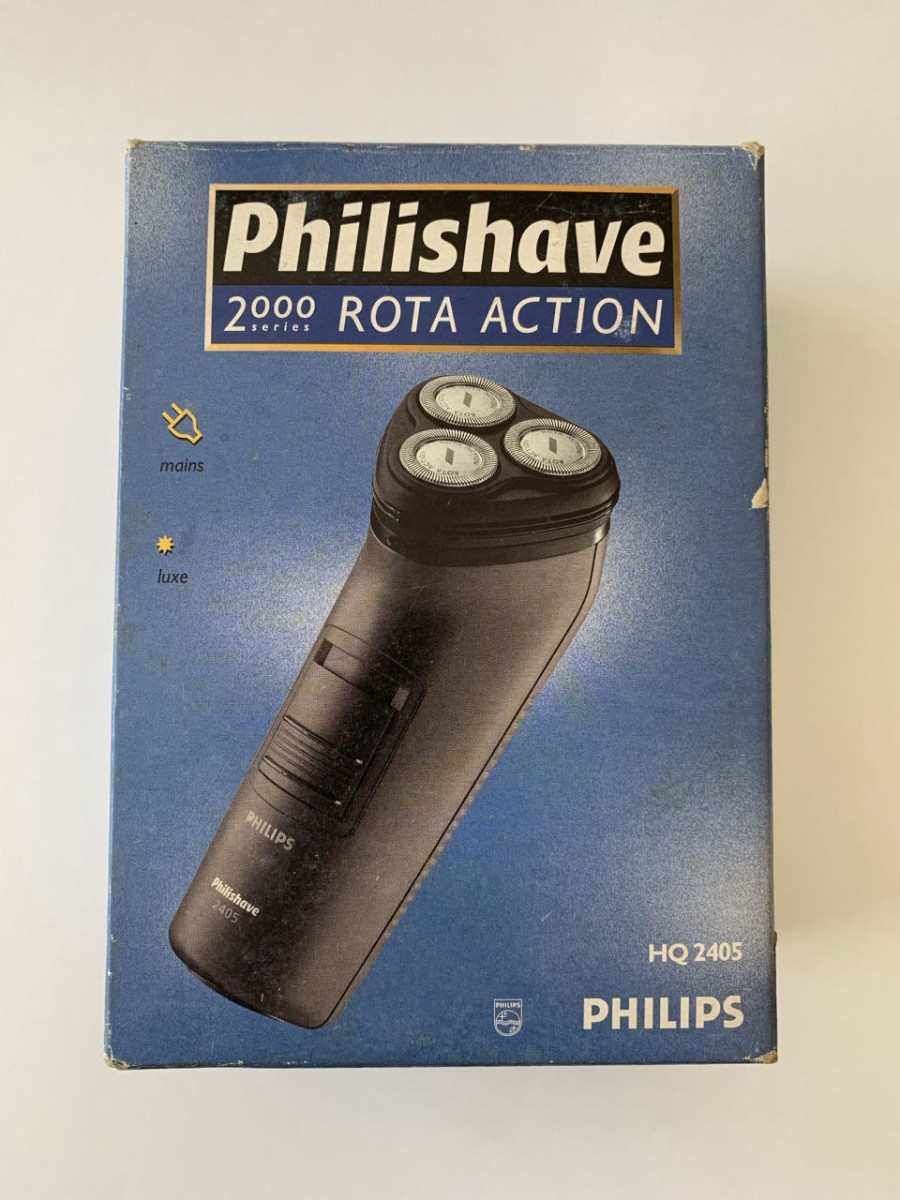 Philishave
2000 series ROTA ACTION
mains
luxe
PHILIPS
Philishave
2405
HQ 2405
PHILIPS
PHILIPS